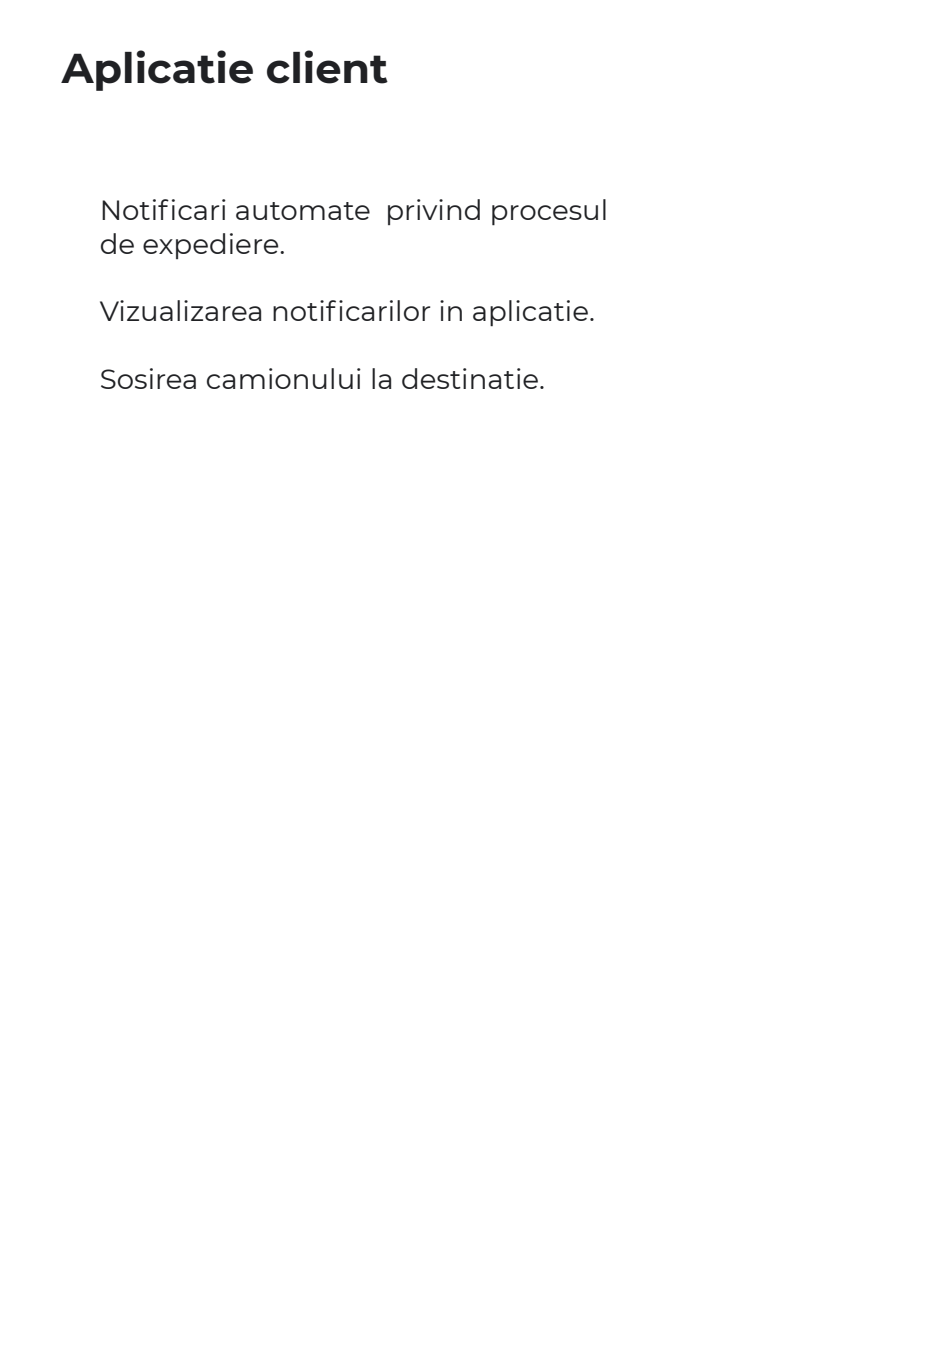 Aplicatie client
Notificari automate  privind procesul
de expediere.
Vizualizarea notificarilor in aplicatie.
Sosirea camionului la destinatie.